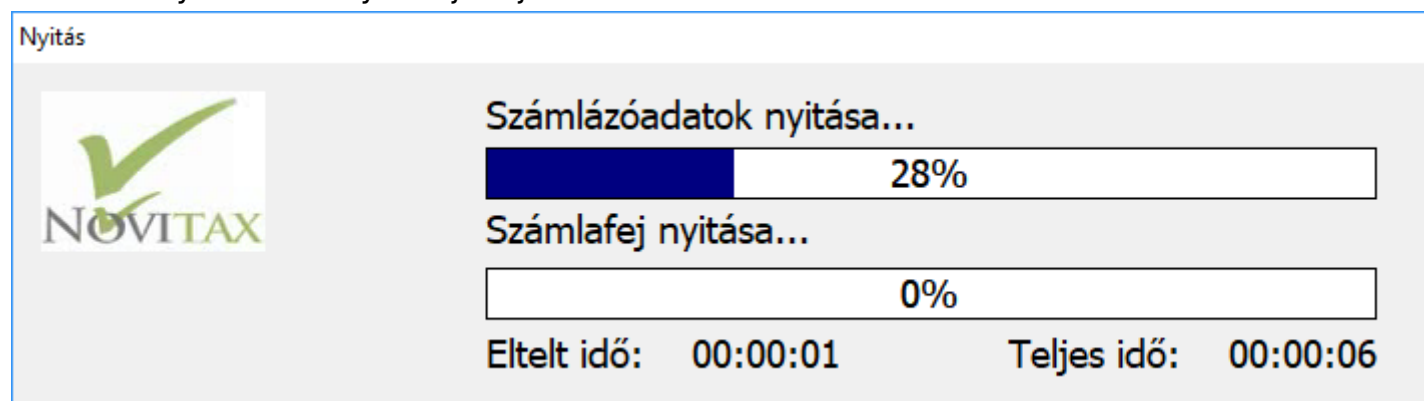 Nyitás
Számlázóadatok nyitása...
28%
NOVITAX
Számlafej nyitása...
0%
Eltelt idő: 00:00:01 Teljes idő: 00:00:06